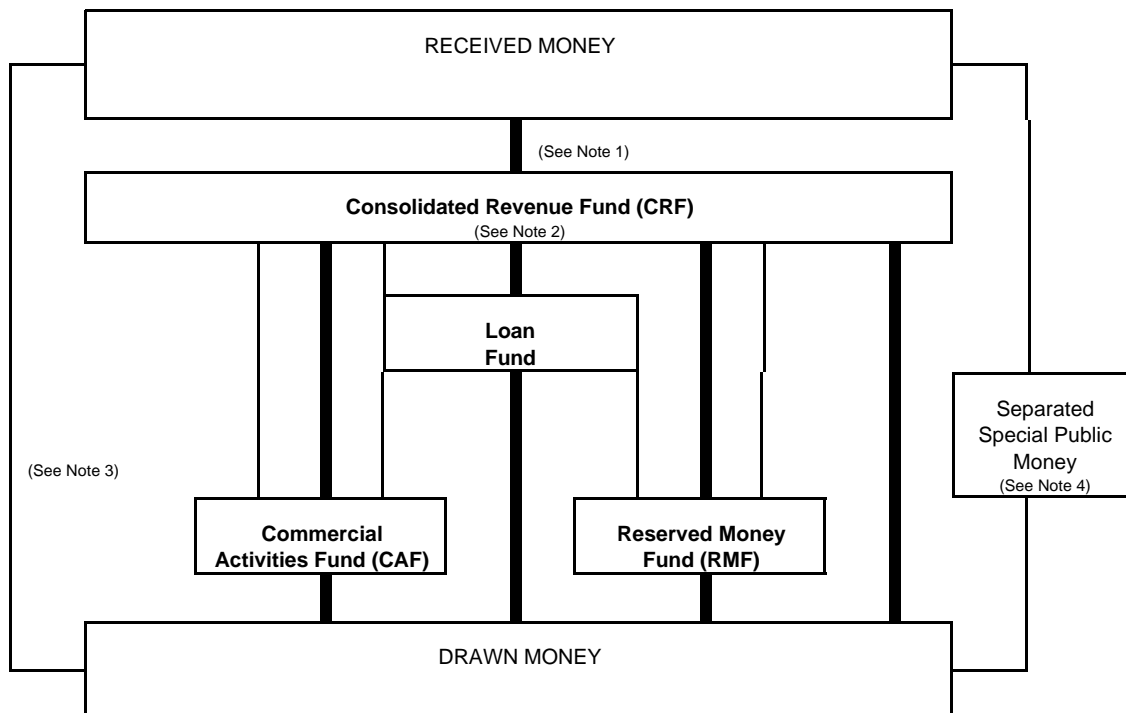 RECEIVED MONEY
(See Note 1)
Consolidated Revenue Fund (CRF)
(See Note 2)
Loan
Fund
Separated
Special Public
Money
(See Note 4)
(See Note 3)
Commercial
Activities Fund (CAF)
Reserved Money
Fund (RMF)
DRAWN MONEY